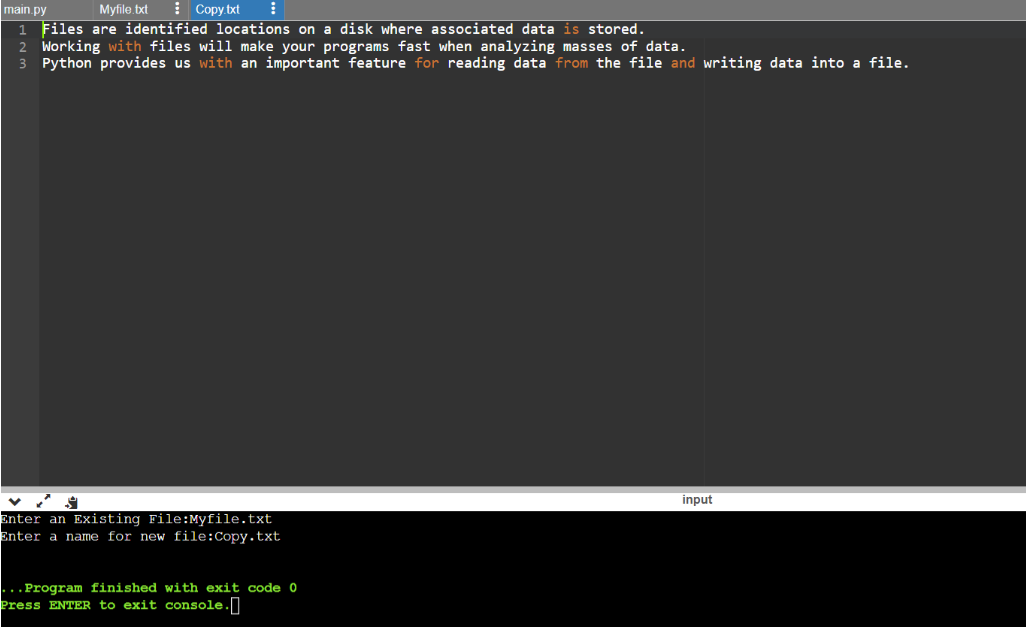 main.py Myfile.txt Copy.txt
1 Files are identified locations on a disk where associated data is stored.
2 Working with files will make your programs fast when analyzing masses of data.
3 Python provides us with an important feature for reading data from the file and writing data into a file.
input
Enter an Existing File:Myfile.txt
Enter a name for new file:Copy.txt
...Program finished with exit code 0
Press ENTER to exit console.